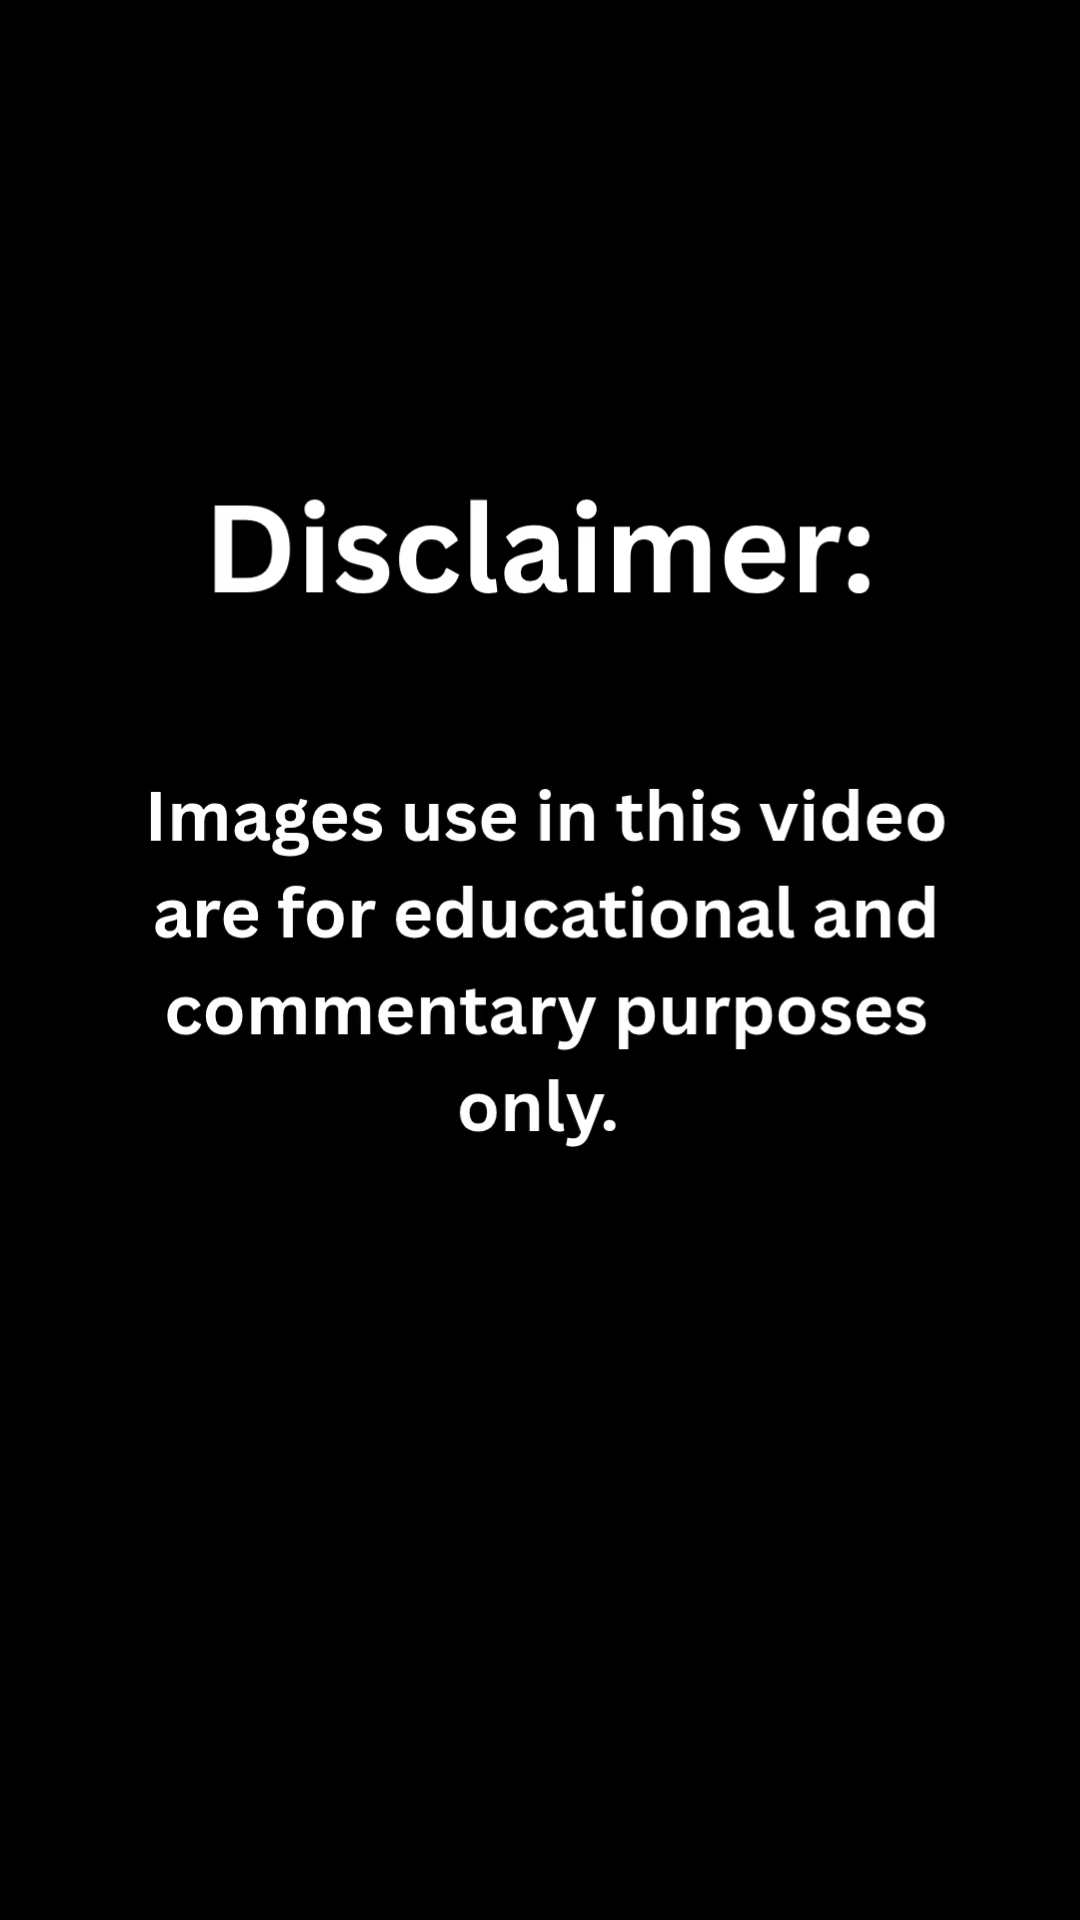 Disclaimer:
Images use in this video
are for educational and
commentary purposes
only.